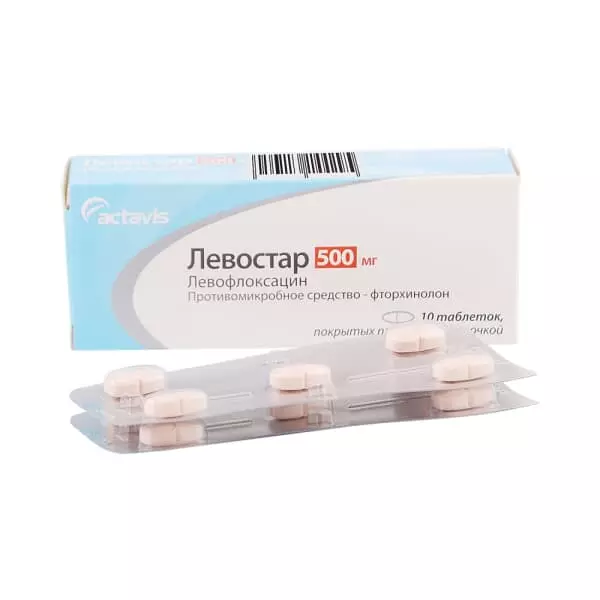 actavis
Левостар 500 мг
Левофлоксацин
Противомикробное средство - фторхинолон
10 таблеток,
покрытых